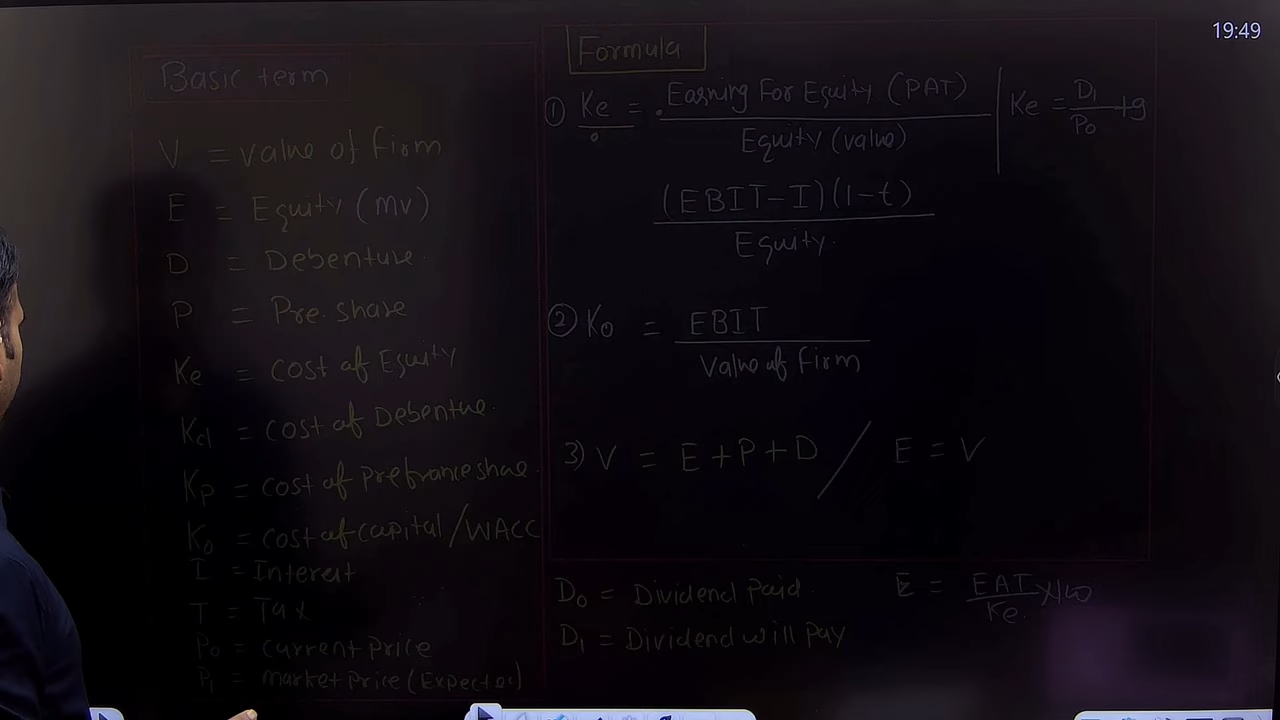 19:49
Basic term
V = value of firm
E = Equity (mv)
D = Debenture.
P = Pre. share
Ke = cost of Equity
Kd = cost of Debentue.
Kp = cost of prefrance share.
Ko = cost of capital / WACC
I = Interest
T = Tax
Po = current price
P1 = market price (Expected)
Formula
① Ke = Earning For Equity (PAT) / Equity (value) | Ke = D1 / Po + g
(EBIT - I)(1-t) / Equity.
② Ko = EBIT / Value of firm
3) V = E + P + D / E = V
Do = Dividend Paid. E = EAT / Ke. × 100
D1 = Dividend will pay